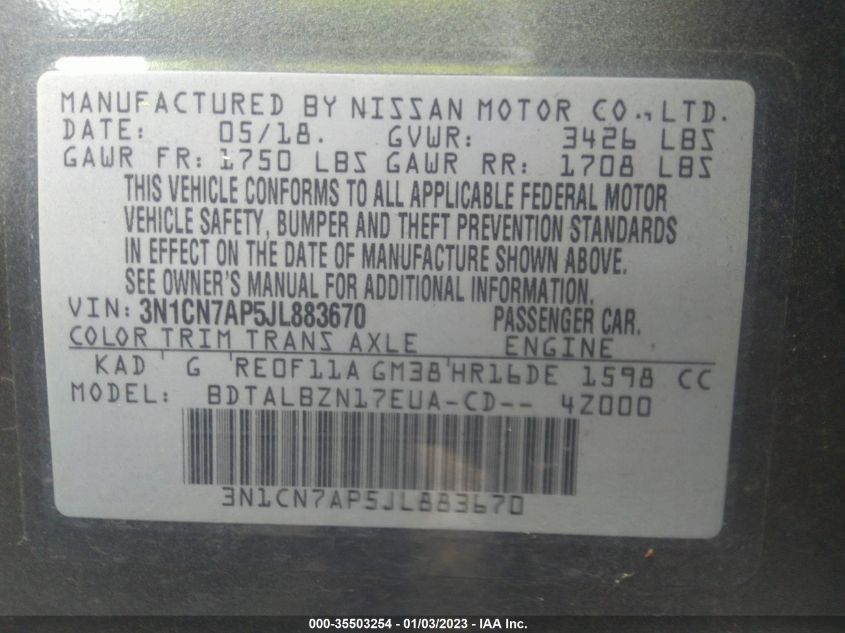 MANUFACTURED BY NISSAN MOTOR CO., LTD.
DATE: 05/18. GVWR: 3426 LBS
GAWR FR: 1750 LBS GAWR RR: 1708 LBS
THIS VEHICLE CONFORMS TO ALL APPLICABLE FEDERAL MOTOR
VEHICLE SAFETY, BUMPER AND THEFT PREVENTION STANDARDS
IN EFFECT ON THE DATE OF MANUFACTURE SHOWN ABOVE.
SEE OWNER'S MANUAL FOR ADDITIONAL INFORMATION.
VIN: 3N1CN7AP5JL883670 PASSENGER CAR.
COLOR TRIM TRANS AXLE ENGINE
KAD G RE0F11A GM38 HR16DE 1598 CC
MODEL: BDTALBZN17EUA-CD-- 4Z000
3N1CN7AP5JL883670
000-35503254 - 01/03/2023 - IAA Inc.